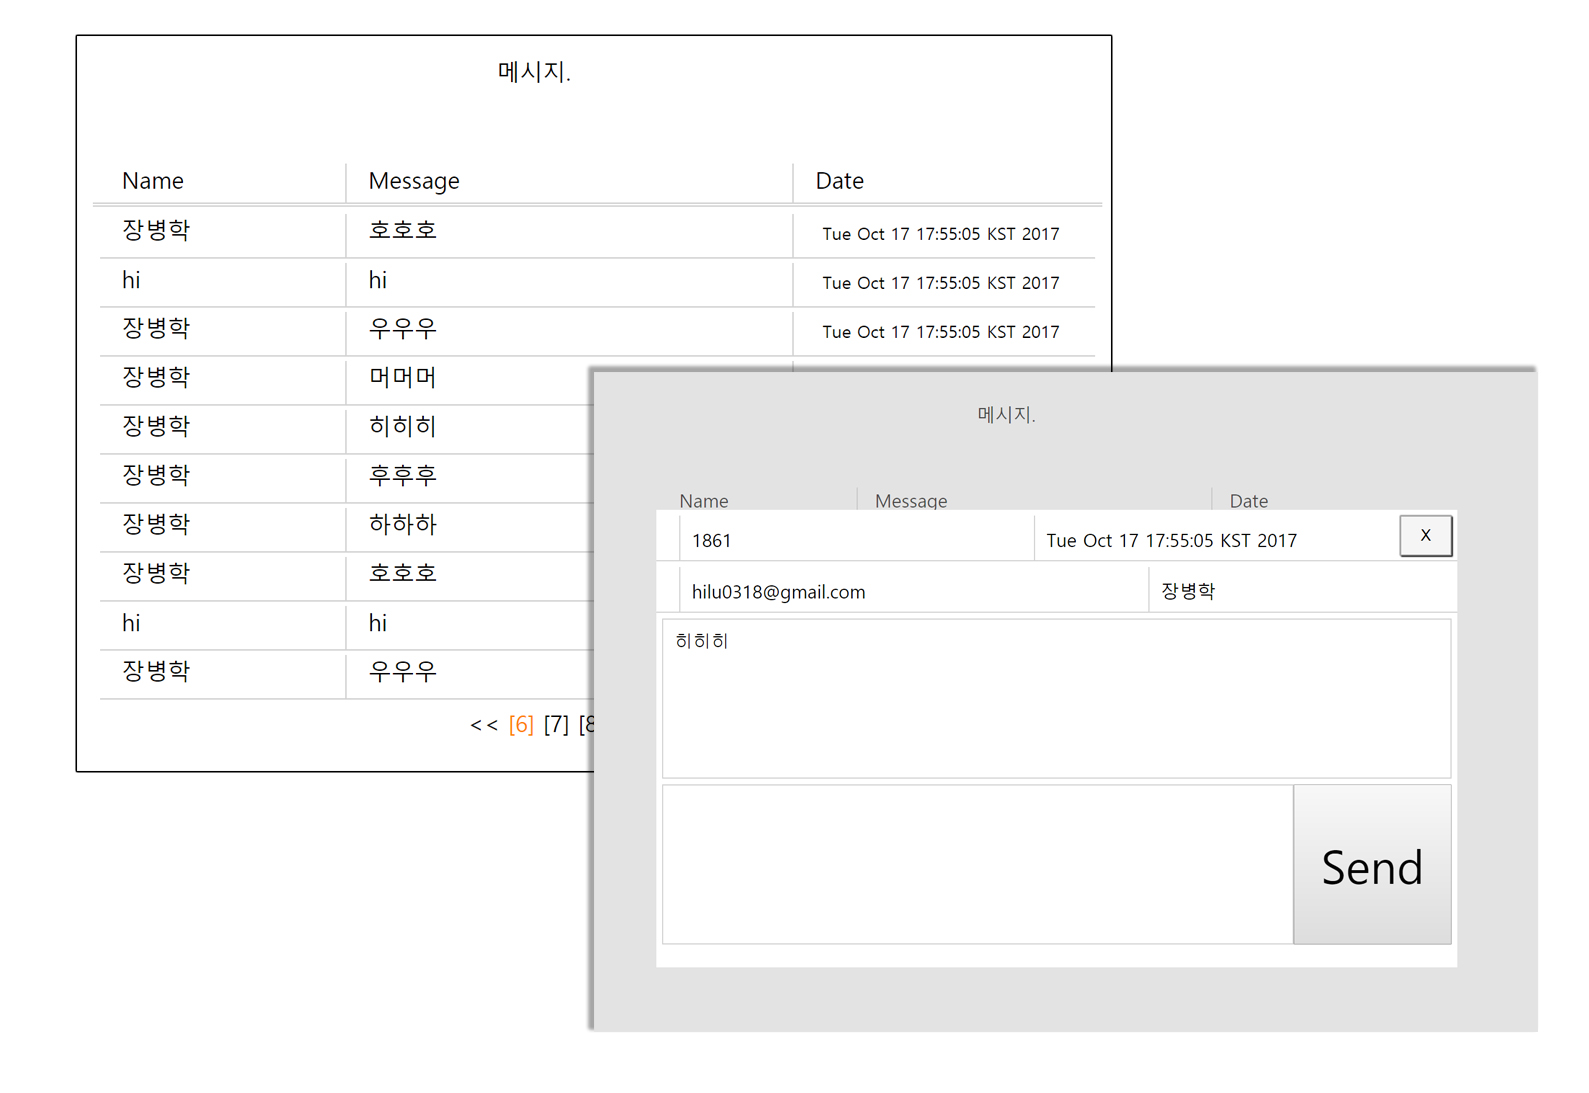 메시지.
Name Message Date
장병학 호호호 Tue Oct 17 17:55:05 KST 2017
hi hi Tue Oct 17 17:55:05 KST 2017
장병학 우우우 Tue Oct 17 17:55:05 KST 2017
장병학 머머머
장병학 히히히
장병학 후후후
장병학 하하하
장병학 호호호
hi hi
장병학 우우우
<< [6] [7] [8
메시지.
Name Message Date
1861 Tue Oct 17 17:55:05 KST 2017 X
hilu0318@gmail.com 장병학
히히히
Send